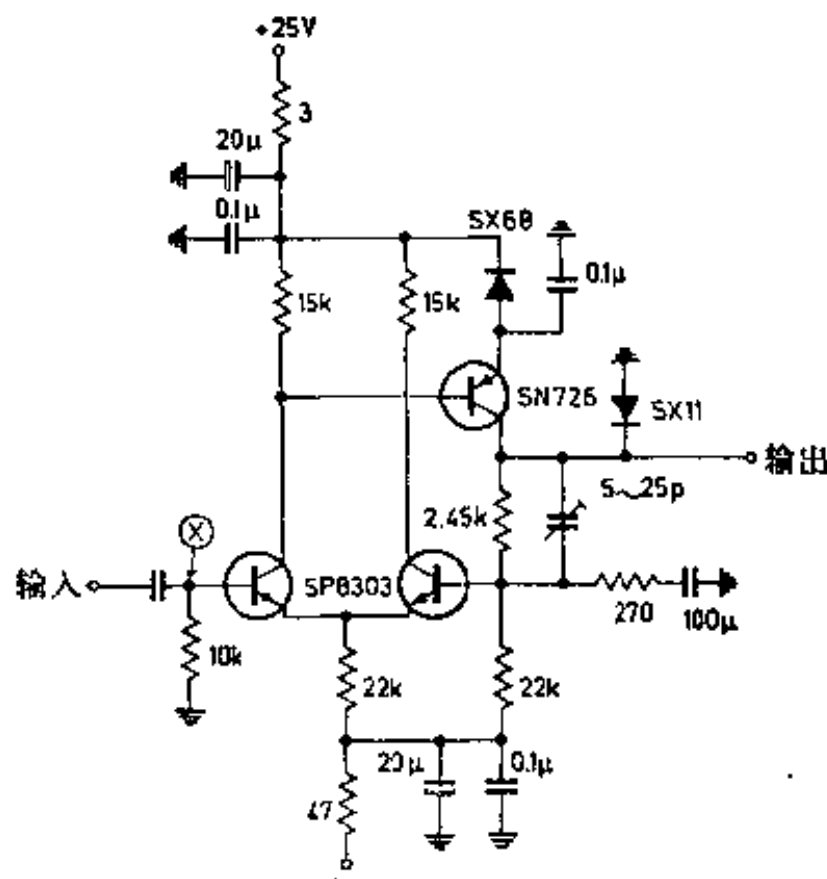 +25V
3
20μ
0.1μ
SX68
0.1μ
15k
15k
SN726
SX11
输出
5~25p
2.45k
X
输入
SP8303
270
100μ
10k
22k
22k
20μ
0.1μ
47